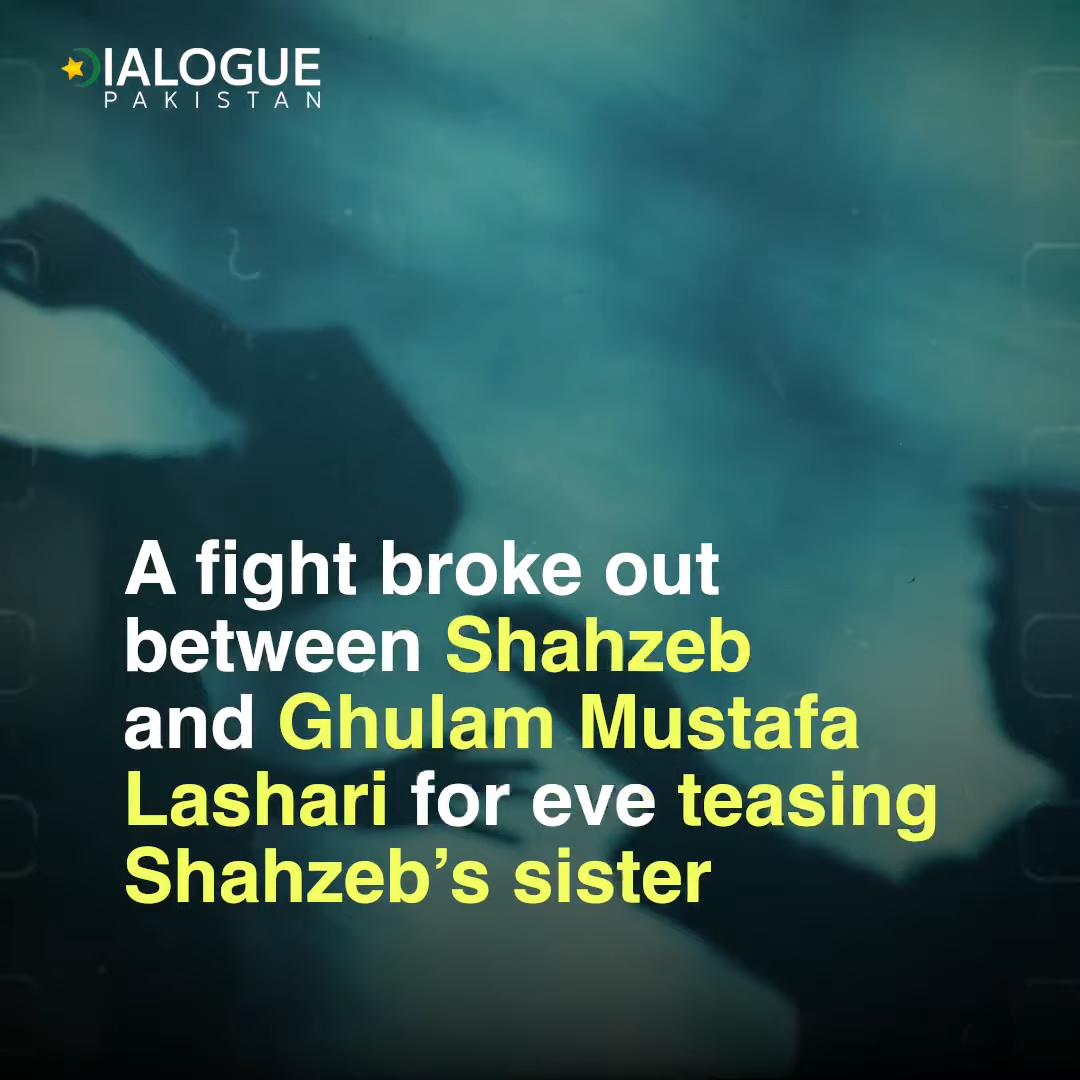 DIALOGUE
PAKISTAN
A fight broke out
between Shahzeb
and Ghulam Mustafa
Lashari for eve teasing
Shahzeb’s sister